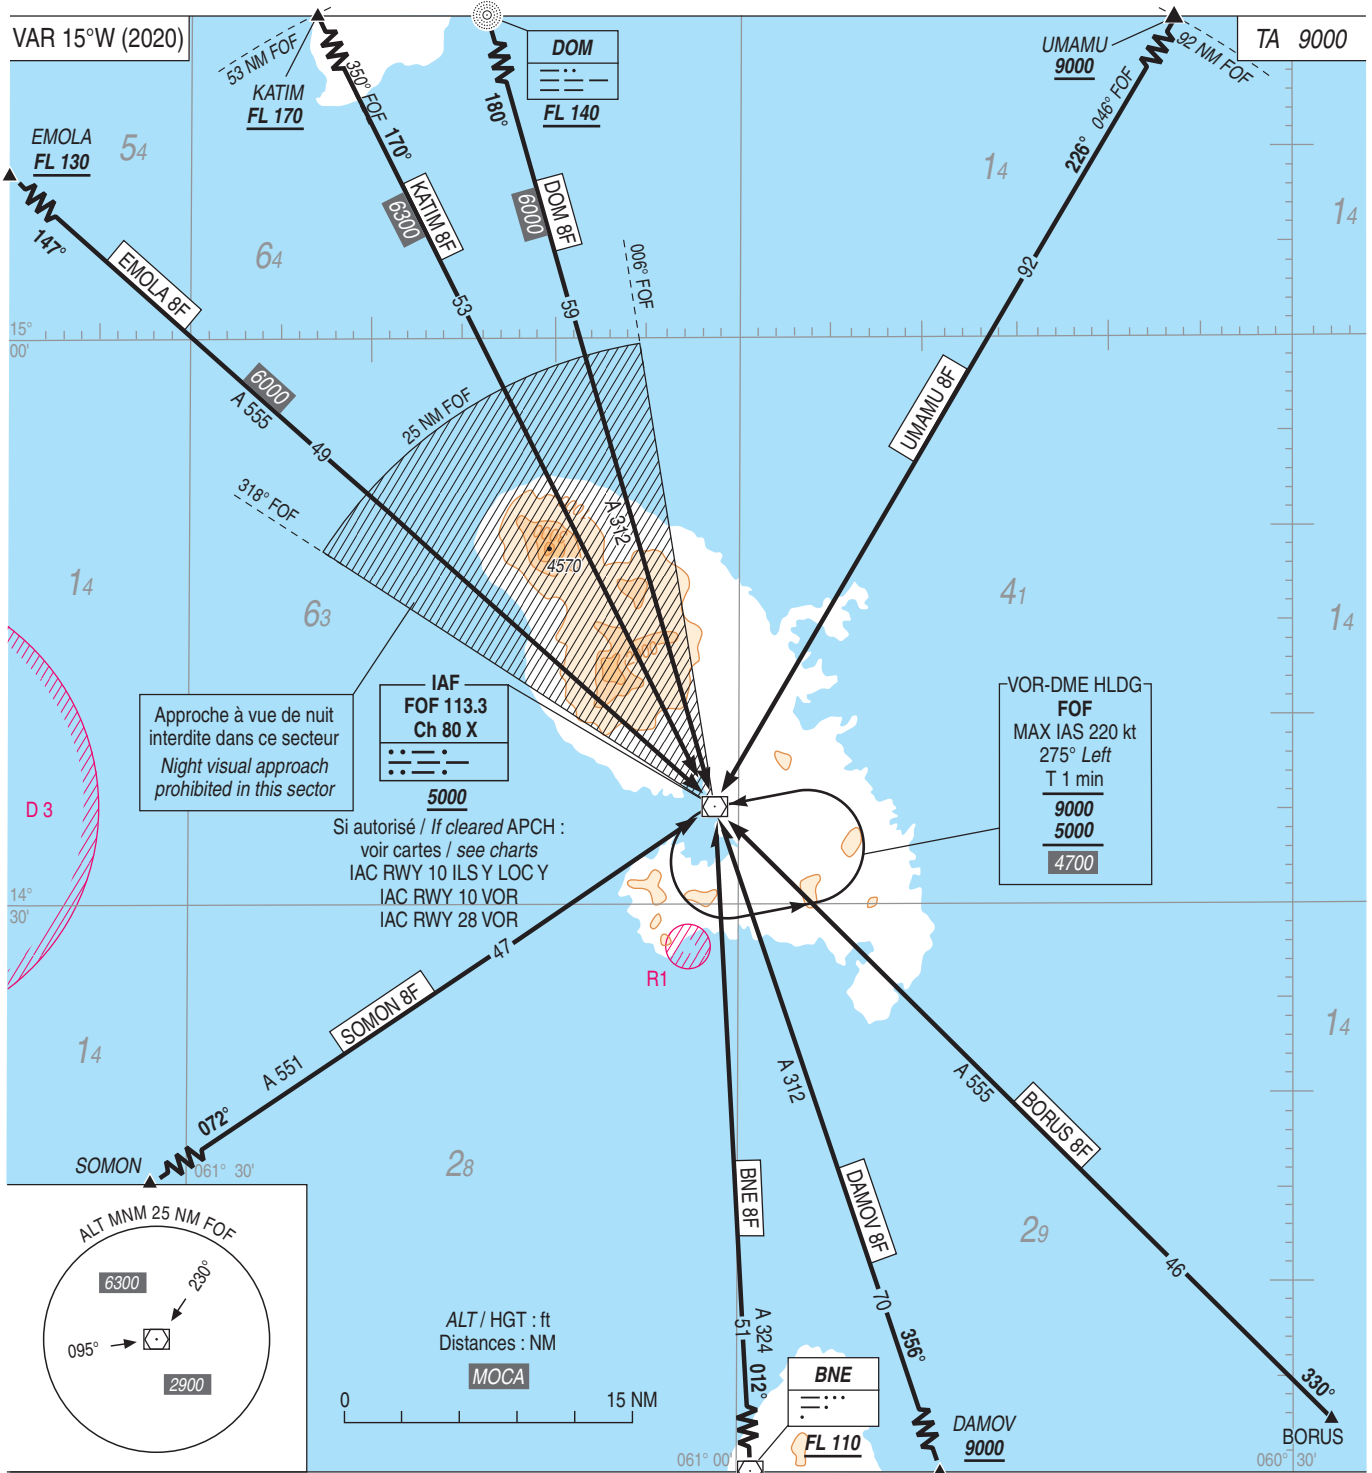 VAR 15°W (2020)
53 NM FOF
KATIM
FL 170
350° FOF
170°
DOM
FL 140
180°
UMAMU
9000
92 NM FOF
TA 9000
EMOLA
FL 130
54
147°
EMOLA 8F
64
KATIM 8F
6300
DOM 8F
6000
006° FOF
226°
046° FOF
14
14
92
53
59
15°
00'
6000
A 555
49
25 NM FOF
318° FOF
UMAMU 8F
A 312
4570
14
63
41
14
D 3
Approche à vue de nuit
interdite dans ce secteur
Night visual approach
prohibited in this sector
IAF
FOF 113.3
Ch 80 X
5000
Si autorisé / If cleared APCH :
voir cartes / see charts
IAC RWY 10 ILS Y LOC Y
IAC RWY 10 VOR
IAC RWY 28 VOR
VOR-DME HLDG
FOF
MAX IAS 220 kt
275° Left
T 1 min
9000
5000
4700
14°
30'
R1
47
SOMON 8F
A 551
072°
14
14
SOMON
061° 30'
28
A 312
A 555
BORUS 8F
BNE 8F
DAMOV 8F
29
46
ALT MNM 25 NM FOF
6300
230°
095°
2900
ALT / HGT : ft
Distances : NM
MOCA
0
15 NM
A 324
51
012°
70
356°
BNE
FL 110
DAMOV
9000
330°
BORUS
061° 00'
060° 30'